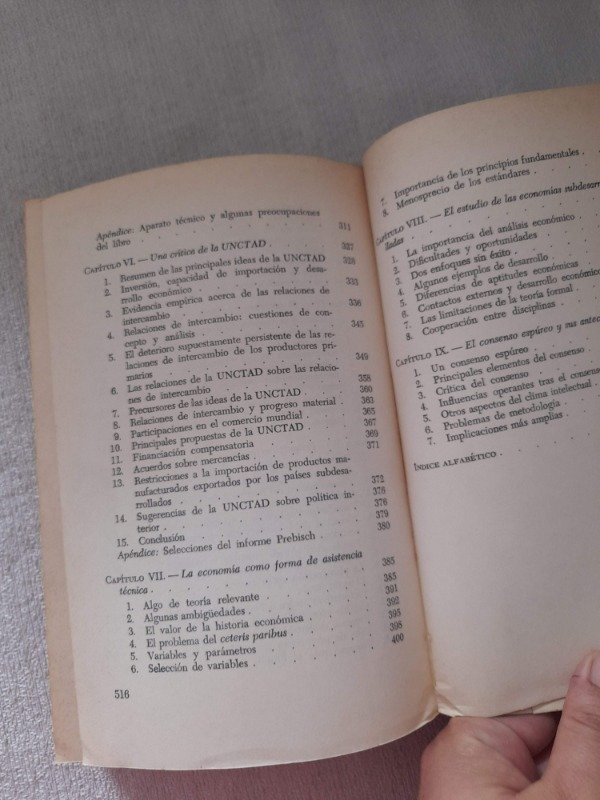 Apéndice: Aparato técnico y algunas preocupaciones
del libro . . . . . . . . 311
CAPÍTULO VI.—Una crítica de la UNCTAD . . . . 327
1. Resumen de las principales ideas de la UNCTAD 328
2. Inversión, capacidad de importación y desa-
rrollo económico . . . . . . 333
3. Evidencia empírica acerca de las relaciones de
intercambio . . . . . . 336
4. Relaciones de intercambio: cuestiones de con-
cepto y análisis . . . . . . 345
5. El deterioro supuestamente persistente de las re-
laciones de intercambio de los productores pri-
marios . . . . . . 349
6. Las relaciones de la UNCTAD sobre las relacio-
nes de intercambio . . . . . . 358
7. Precursores de las ideas de la UNCTAD . . . 360
8. Relaciones de intercambio y progreso material 362
9. Participaciones en el comercio mundial . . . 365
10. Principales propuestas de la UNCTAD . . . 367
11. Financiación compensatoria . . . . . 369
12. Acuerdos sobre mercancías . . . . . 371
13. Restricciones a la importación de productos ma-
nufacturados exportados por los países subdesa-
rrollados . . . . . . 372
14. Sugerencias de la UNCTAD sobre política in-
terior . . . . . . 376
15. Conclusión . . . . . . 379
Apéndice: Selecciones del informe Prebisch . . . 380
CAPÍTULO VII.—La economía como forma de asistencia
técnica . . . . . . 385
1. Algo de teoría relevante . . . . . 385
2. Algunas ambigüedades . . . . . 391
3. El valor de la historia económica . . . . 392
4. El problema del ceteris paribus . . . . 395
5. Variables y parámetros . . . . . 398
6. Selección de variables . . . . . 400
516
7. Importancia de los principios fundamentales .
8. Menosprecio de los estándares . . . .
CAPÍTULO VIII.—El estudio de las economías subdesarro-
lladas . . . . . .
1. La importancia del análisis económico
2. Dificultades y oportunidades . . .
3. Dos enfoques sin éxito . . . .
4. Algunos ejemplos de desarrollo . .
5. Diferencias de aptitudes económicas
6. Contactos externos y desarrollo económico
7. Las limitaciones de la teoría formal .
8. Cooperación entre disciplinas . . .
CAPÍTULO IX.—El consenso espúreo y sus
1. Un consenso espúreo . . . .
2. Principales elementos del consenso .
3. Crítica del consenso . . . .
4. Influencias operantes tras el consenso
5. Otros aspectos del clima intelectual .
6. Problemas de metodología . . .
7. Implicaciones más amplias . . .
ÍNDICE ALFABÉTICO . . . . .